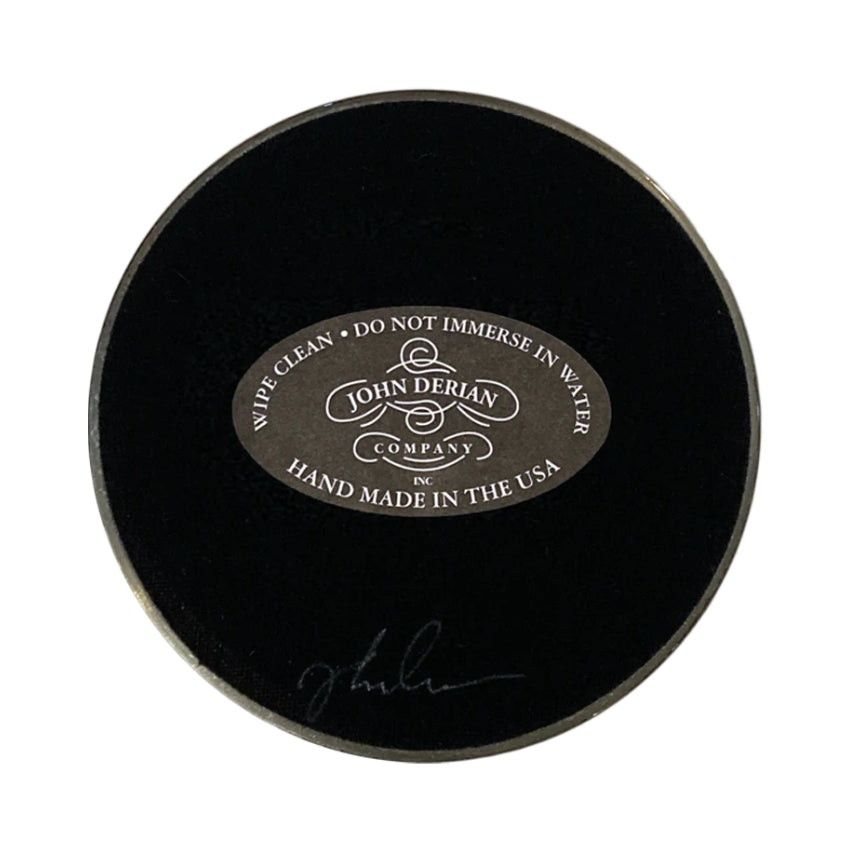 WIPE CLEAN • DO NOT IMMERSE IN WATER
JOHN DERIAN
COMPANY
INC
HAND MADE IN THE USA